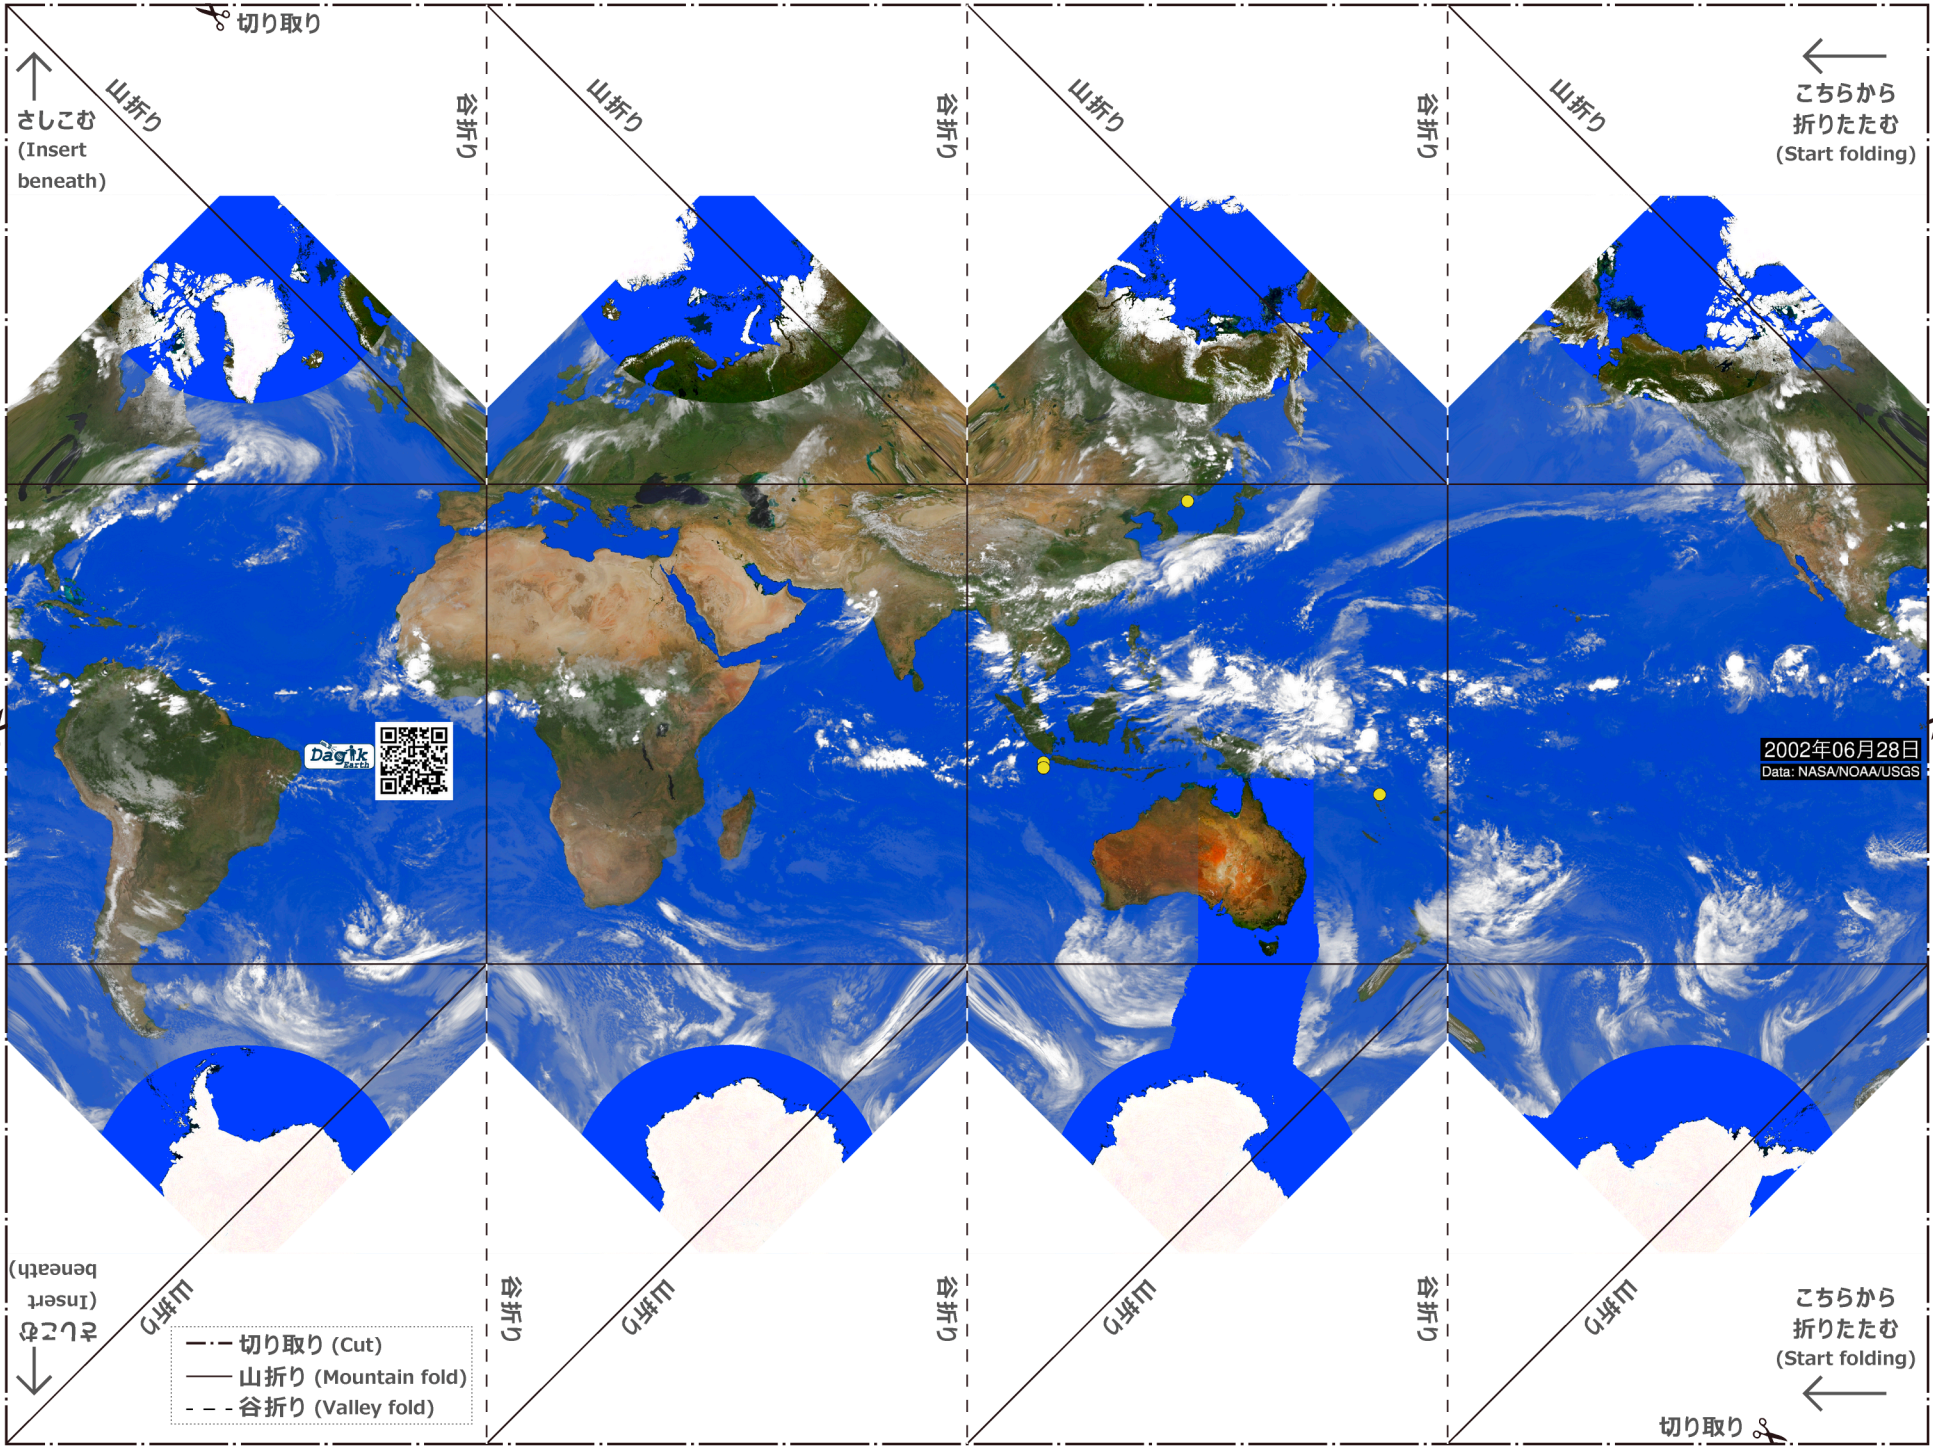 切り取り
山折り
谷折り
山折り
谷折り
山折り
谷折り
山折り
さしこむ
(Insert
beneath)
こちらから
折りたたむ
(Start folding)
Dagik
Earth
2002年06月28日
Data: NASA/NOAA/USGS
さしこむ
(Insert
beneath)
山折り
谷折り
山折り
谷折り
山折り
谷折り
山折り
こちらから
折りたたむ
(Start folding)
切り取り (Cut)
山折り (Mountain fold)
谷折り (Valley fold)
切り取り